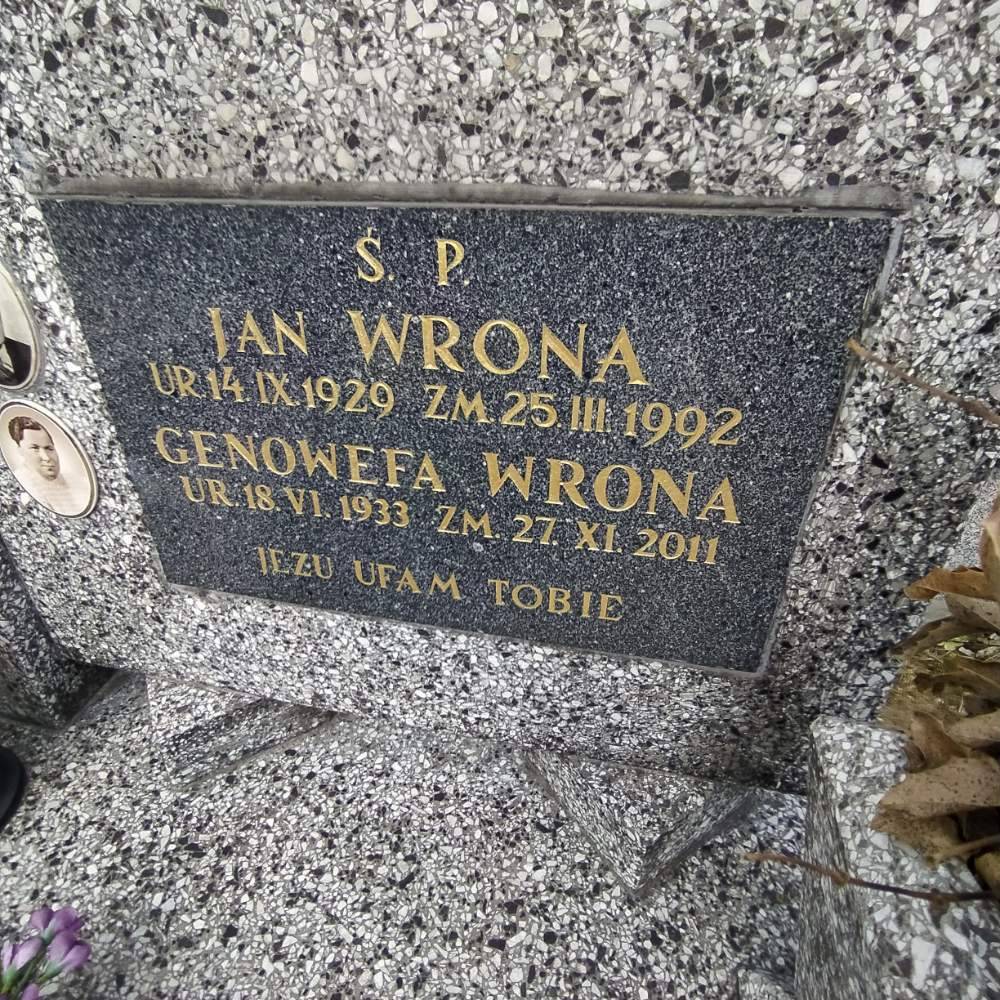 Ś. P.
JAN WRONA
UR.14 IX.1929 ZM.25.III.1992
GENOWEFA WRONA
UR.18.VI.1933 ZM. 27. XI. 2011
JEZU UFAM TOBIE